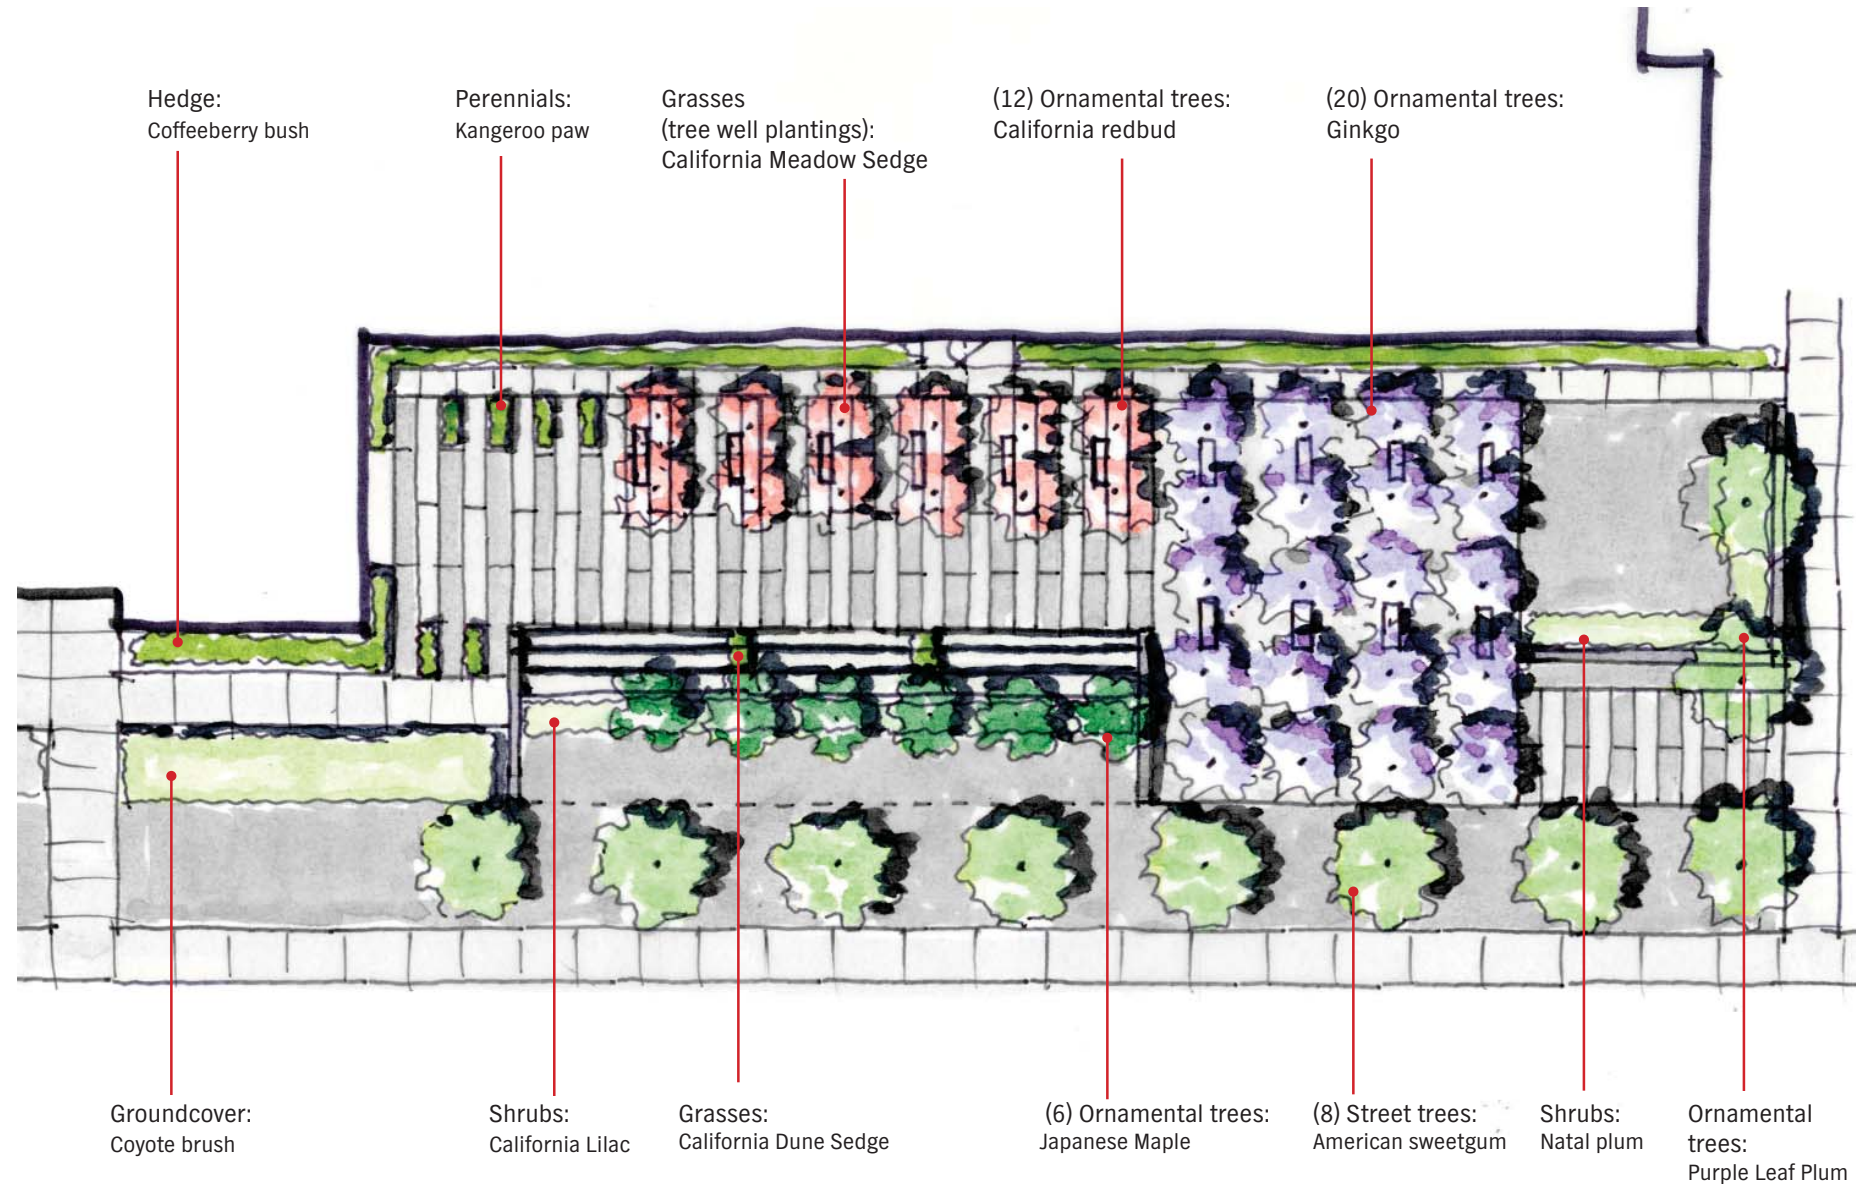 Hedge:
Coffeeberry bush
Perennials:
Kangeroo paw
Grasses
(tree well plantings):
California Meadow Sedge
(12) Ornamental trees:
California redbud
(20) Ornamental trees:
Ginkgo
Groundcover:
Coyote brush
Shrubs:
California Lilac
Grasses:
California Dune Sedge
(6) Ornamental trees:
Japanese Maple
(8) Street trees:
American sweetgum
Shrubs:
Natal plum
Ornamental
trees:
Purple Leaf Plum